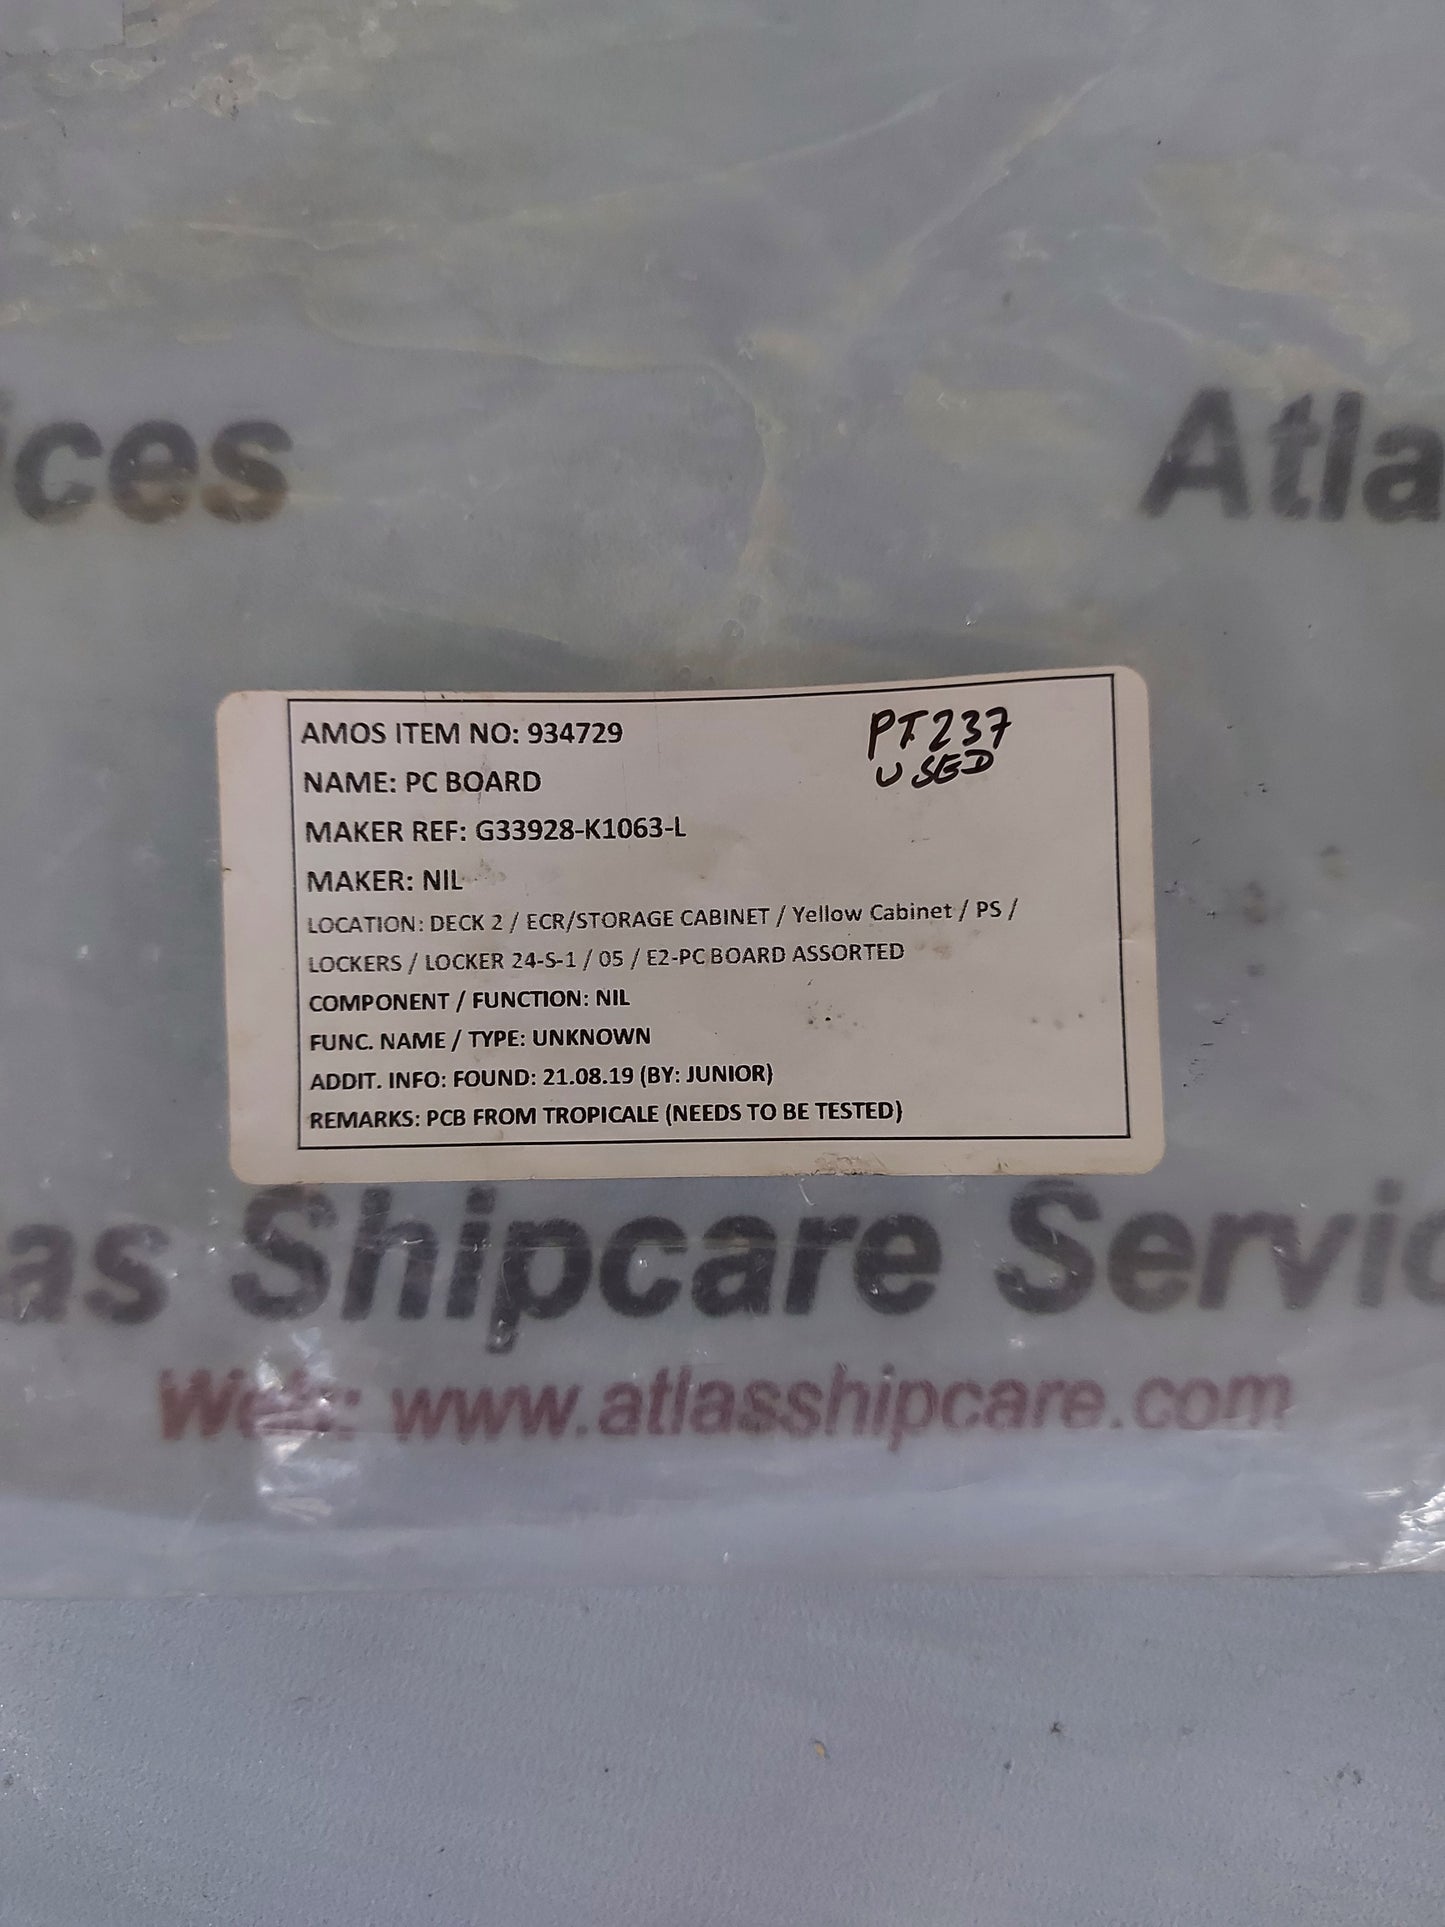 ices
Atla
AMOS ITEM NO: 934729
PT237
USED
NAME: PC BOARD
MAKER REF: G33928-K1063-L
MAKER: NIL
LOCATION: DECK 2 / ECR/STORAGE CABINET / Yellow Cabinet / PS /
LOCKERS / LOCKER 24-S-1 / 05 / E2-PC BOARD ASSORTED
COMPONENT / FUNCTION: NIL
FUNC. NAME / TYPE: UNKNOWN
ADDIT. INFO: FOUND: 21.08.19 (BY: JUNIOR)
REMARKS: PCB FROM TROPICALE (NEEDS TO BE TESTED)
as Shipcare Servic
Web: www.atlasshipcare.com